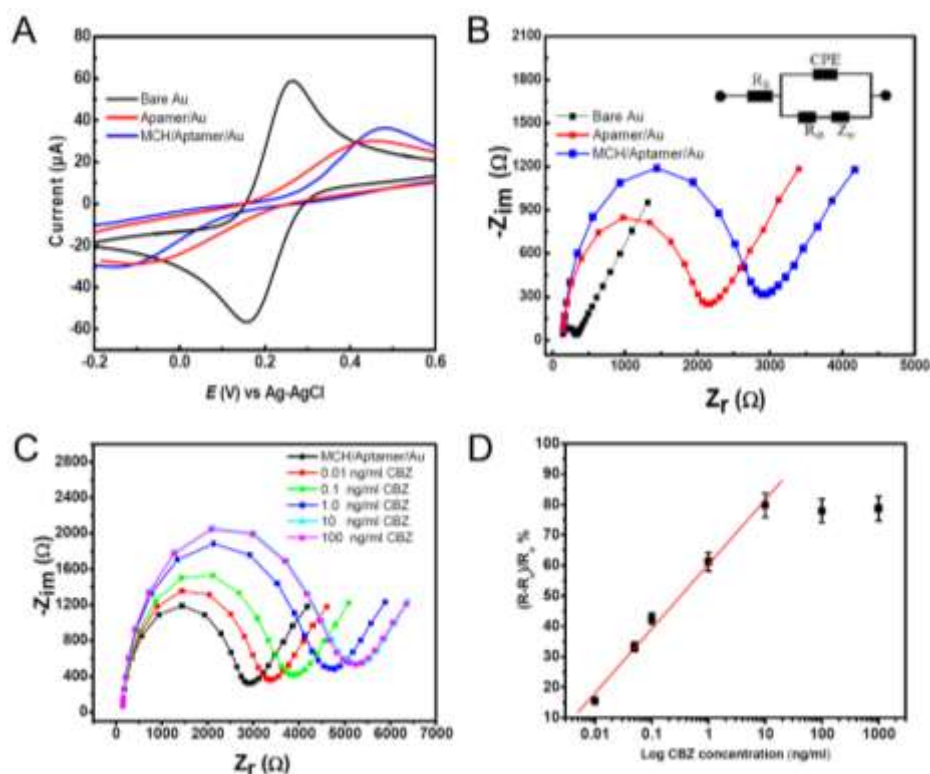 A
80
60
40
20
0
-20
-40
-60
-0.2
0.0
0.2
0.4
0.6
Current (µA)
E (V) vs Ag-AgCl
Bare Au
Apamer/Au
MCH/Aptamer/Au
B
2100
1800
1500
1200
900
600
300
0
0
1000
2000
3000
4000
5000
-Zim (Ω)
Zr (Ω)
Bare Au
Apamer/Au
MCH/Aptamer/Au
CPE
C
2800
2400
2000
1600
1200
800
400
0
0
1000
2000
3000
4000
5000
6000
7000
-Zim (Ω)
Zr (Ω)
MCH/Aptamer/Au
0.01 ng/ml CBZ
0.1 ng/ml CBZ
1.0 ng/ml CBZ
10 ng/ml CBZ
100 ng/ml CBZ
D
100
90
80
70
60
50
40
30
20
10
0.01
0.1
1
10
100
1000
(R-Ro)/Ro %
Log CBZ concentration (ng/ml)